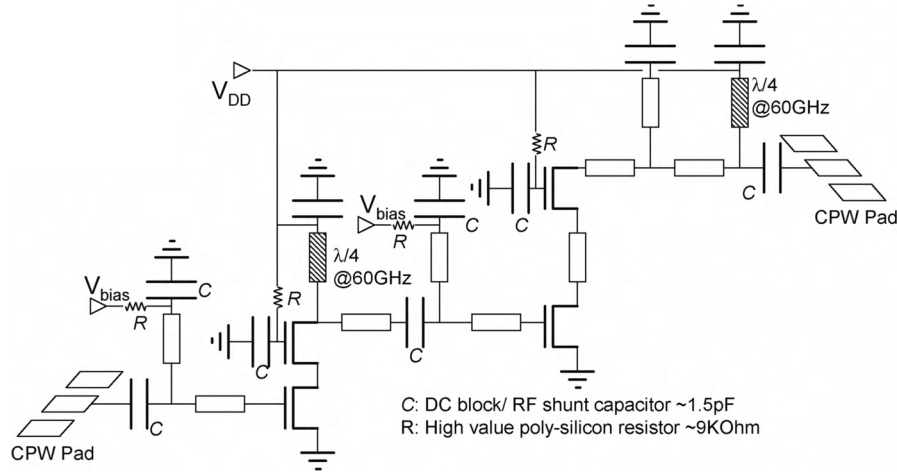 V_DD
λ/4
@60GHz
R
C
CPW Pad
C
V_bias
C
R
λ/4
@60GHz
V_bias
C
R
R
C
C
C
CPW Pad
C: DC block/ RF shunt capacitor ~1.5pF
R: High value poly-silicon resistor ~9KOhm